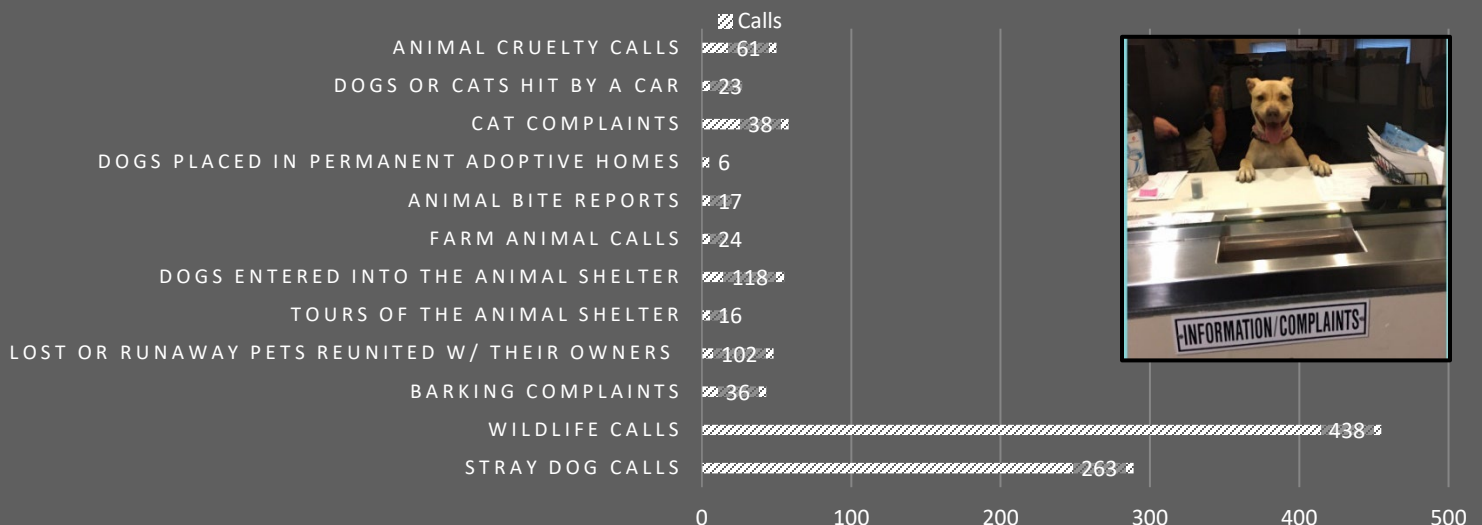 Calls
ANIMAL CRUELTY CALLS 61
DOGS OR CATS HIT BY A CAR 23
CAT COMPLAINTS 38
DOGS PLACED IN PERMANENT ADOPTIVE HOMES 6
ANIMAL BITE REPORTS 17
FARM ANIMAL CALLS 24
DOGS ENTERED INTO THE ANIMAL SHELTER 118
TOURS OF THE ANIMAL SHELTER 16
LOST OR RUNAWAY PETS REUNITED W/ THEIR OWNERS 102
BARKING COMPLAINTS 36
WILDLIFE CALLS 438
STRAY DOG CALLS 263
0 100 200 300 400 500
-INFORMATION/COMPLAINTS-